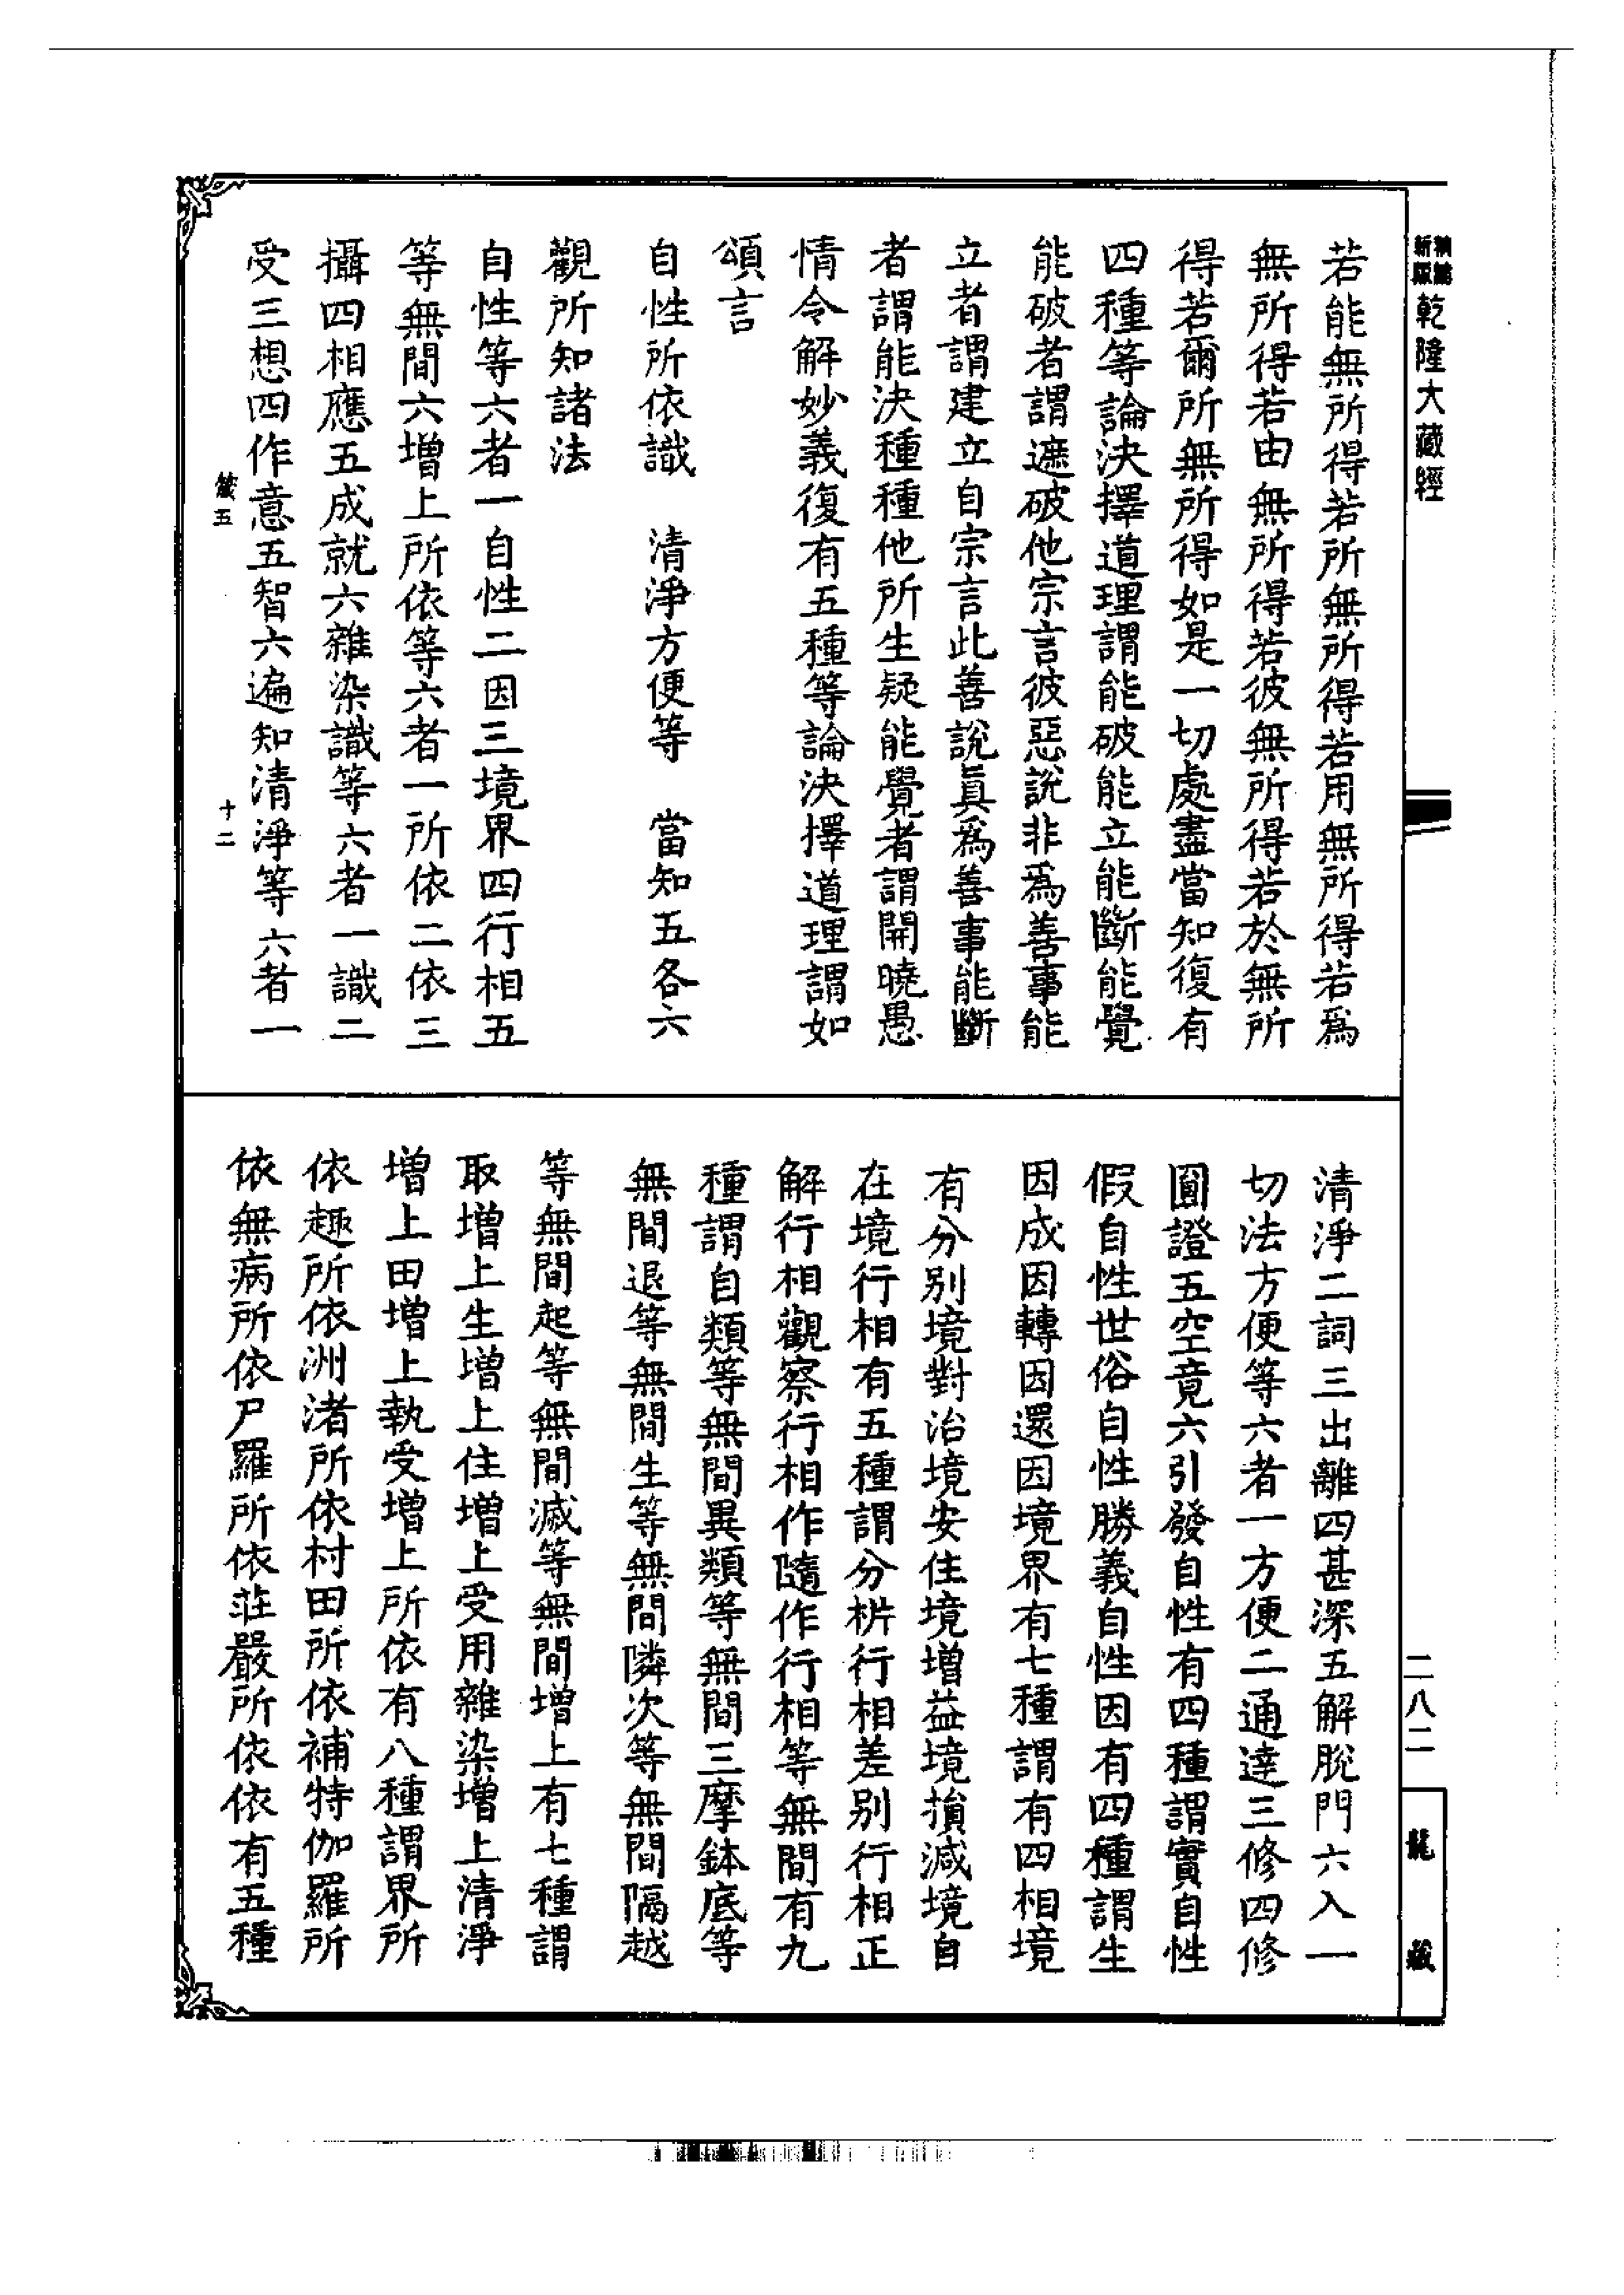 乾隆大藏經
若能無所得若所無所得若用無所得若爲
無所得若由無所得若彼無所得若於無所
得若爾所無所得如是一切處盡當知復有
四種等論決擇道理謂能破能立能斷能覺
能破者謂遮破他宗言彼惡說非爲善事能
立者謂建立自宗言此善說眞爲善事能斷
者謂能決種種他所生疑能覺者謂開曉愚
情令解妙義復有五種等論決擇道理謂如
頌言
自性所依識　清淨方便等　當知五各六
觀所知諸法
自性等六者一自性二因三境界四行相五
等無間六增上所依等六者一所依二依三
攝四相應五成就六雜染識等六者一識二
受三想四作意五智六遍知清淨等六者一
五　十二
清淨二詞三出離四甚深五解脫門六入一
切法方便等六者一方便二通達三修四修
圓證五空竟六引發自性有四種謂實自性
假自性世俗自性勝義自性因有四種謂生
因成因轉因還因境界有七種謂有四相境
有分別境對治境安住境增益境損減境自
在境行相有五種謂分析行相差別行相正
解行相觀察行相作隨作行相等無間有九
種謂自類等無間異類等無間三摩鉢底等
無間退等無間生等無間隣次等無間隔越
等無間起等無間滅等無間增上有七種謂
取增上生增上住增上受用雜染增上清淨
增上田增上執受增上所依有八種謂界所
依趣所依洲渚所依村田所依補特伽羅所
依無病所依尸羅所依莊嚴所依依有五種
二八二
龍藏